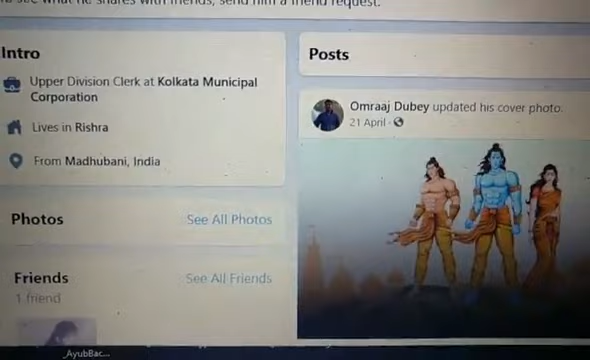 to see what he shares with friends, send him a friend request.
Intro
Upper Division Clerk at Kolkata Municipal
Corporation
Lives in Rishra
From Madhubani, India
Photos
See All Photos
Friends
See All Friends
1 friend
Posts
Omraaj Dubey updated his cover photo.
21 April ·
_AyubBac...